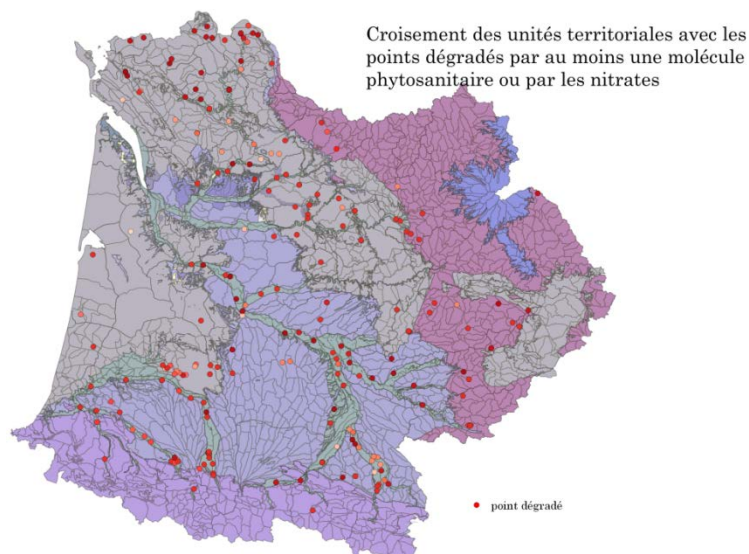 Croisement des unités territoriales avec les
points dégradés par au moins une molécule
phytosanitaire ou par les nitrates
point dégradé